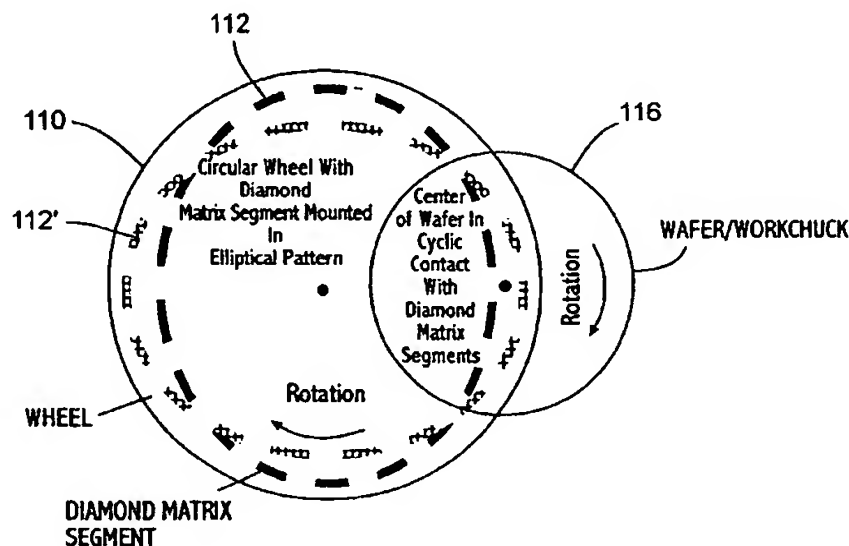 112
110
116
112'
Circular Wheel With
Diamond
Matrix Segment Mounted
In
Elliptical Pattern
Center
of Wafer In
Cyclic
Contact
With
Diamond
Matrix
Segments
Rotation
WAFER/WORKCHUCK
Rotation
WHEEL
DIAMOND MATRIX
SEGMENT